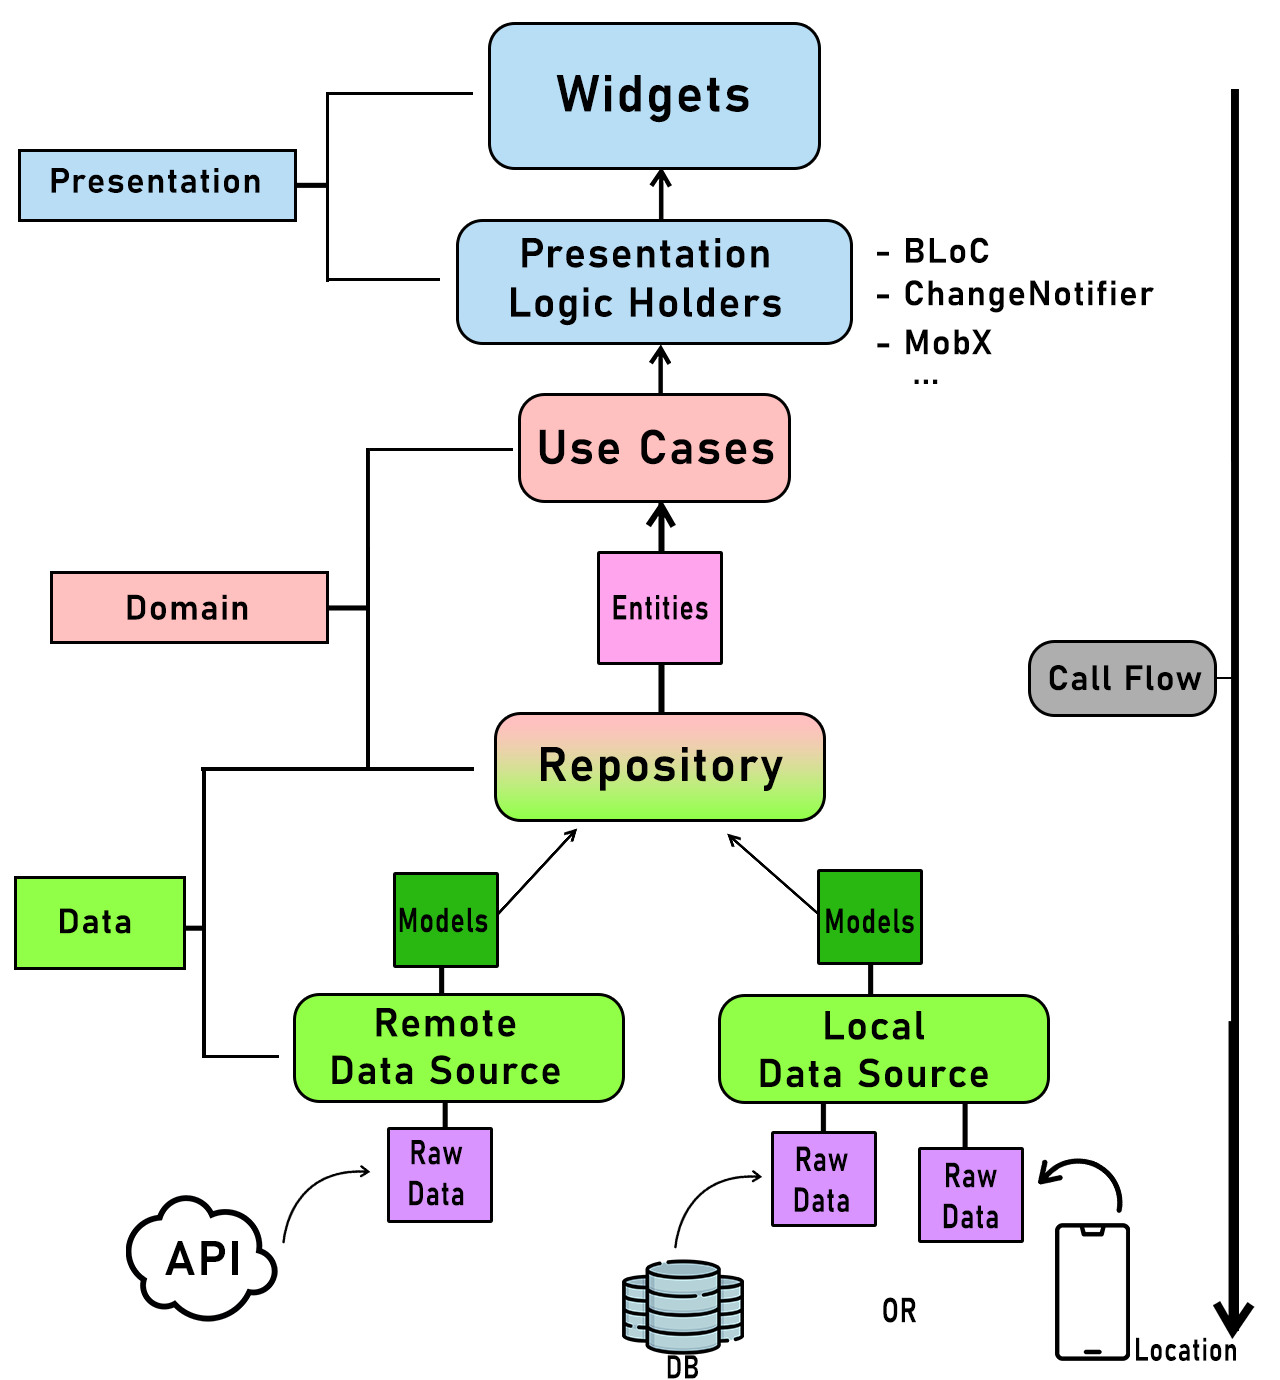 Widgets
Presentation
Presentation
Logic Holders
- BLoC
- ChangeNotifier
- MobX
...
Use Cases
Entities
Domain
Call Flow
Repository
Data
Models
Models
Remote
Data Source
Local
Data Source
Raw
Data
Raw
Data
Raw
Data
API
OR
DB
Location